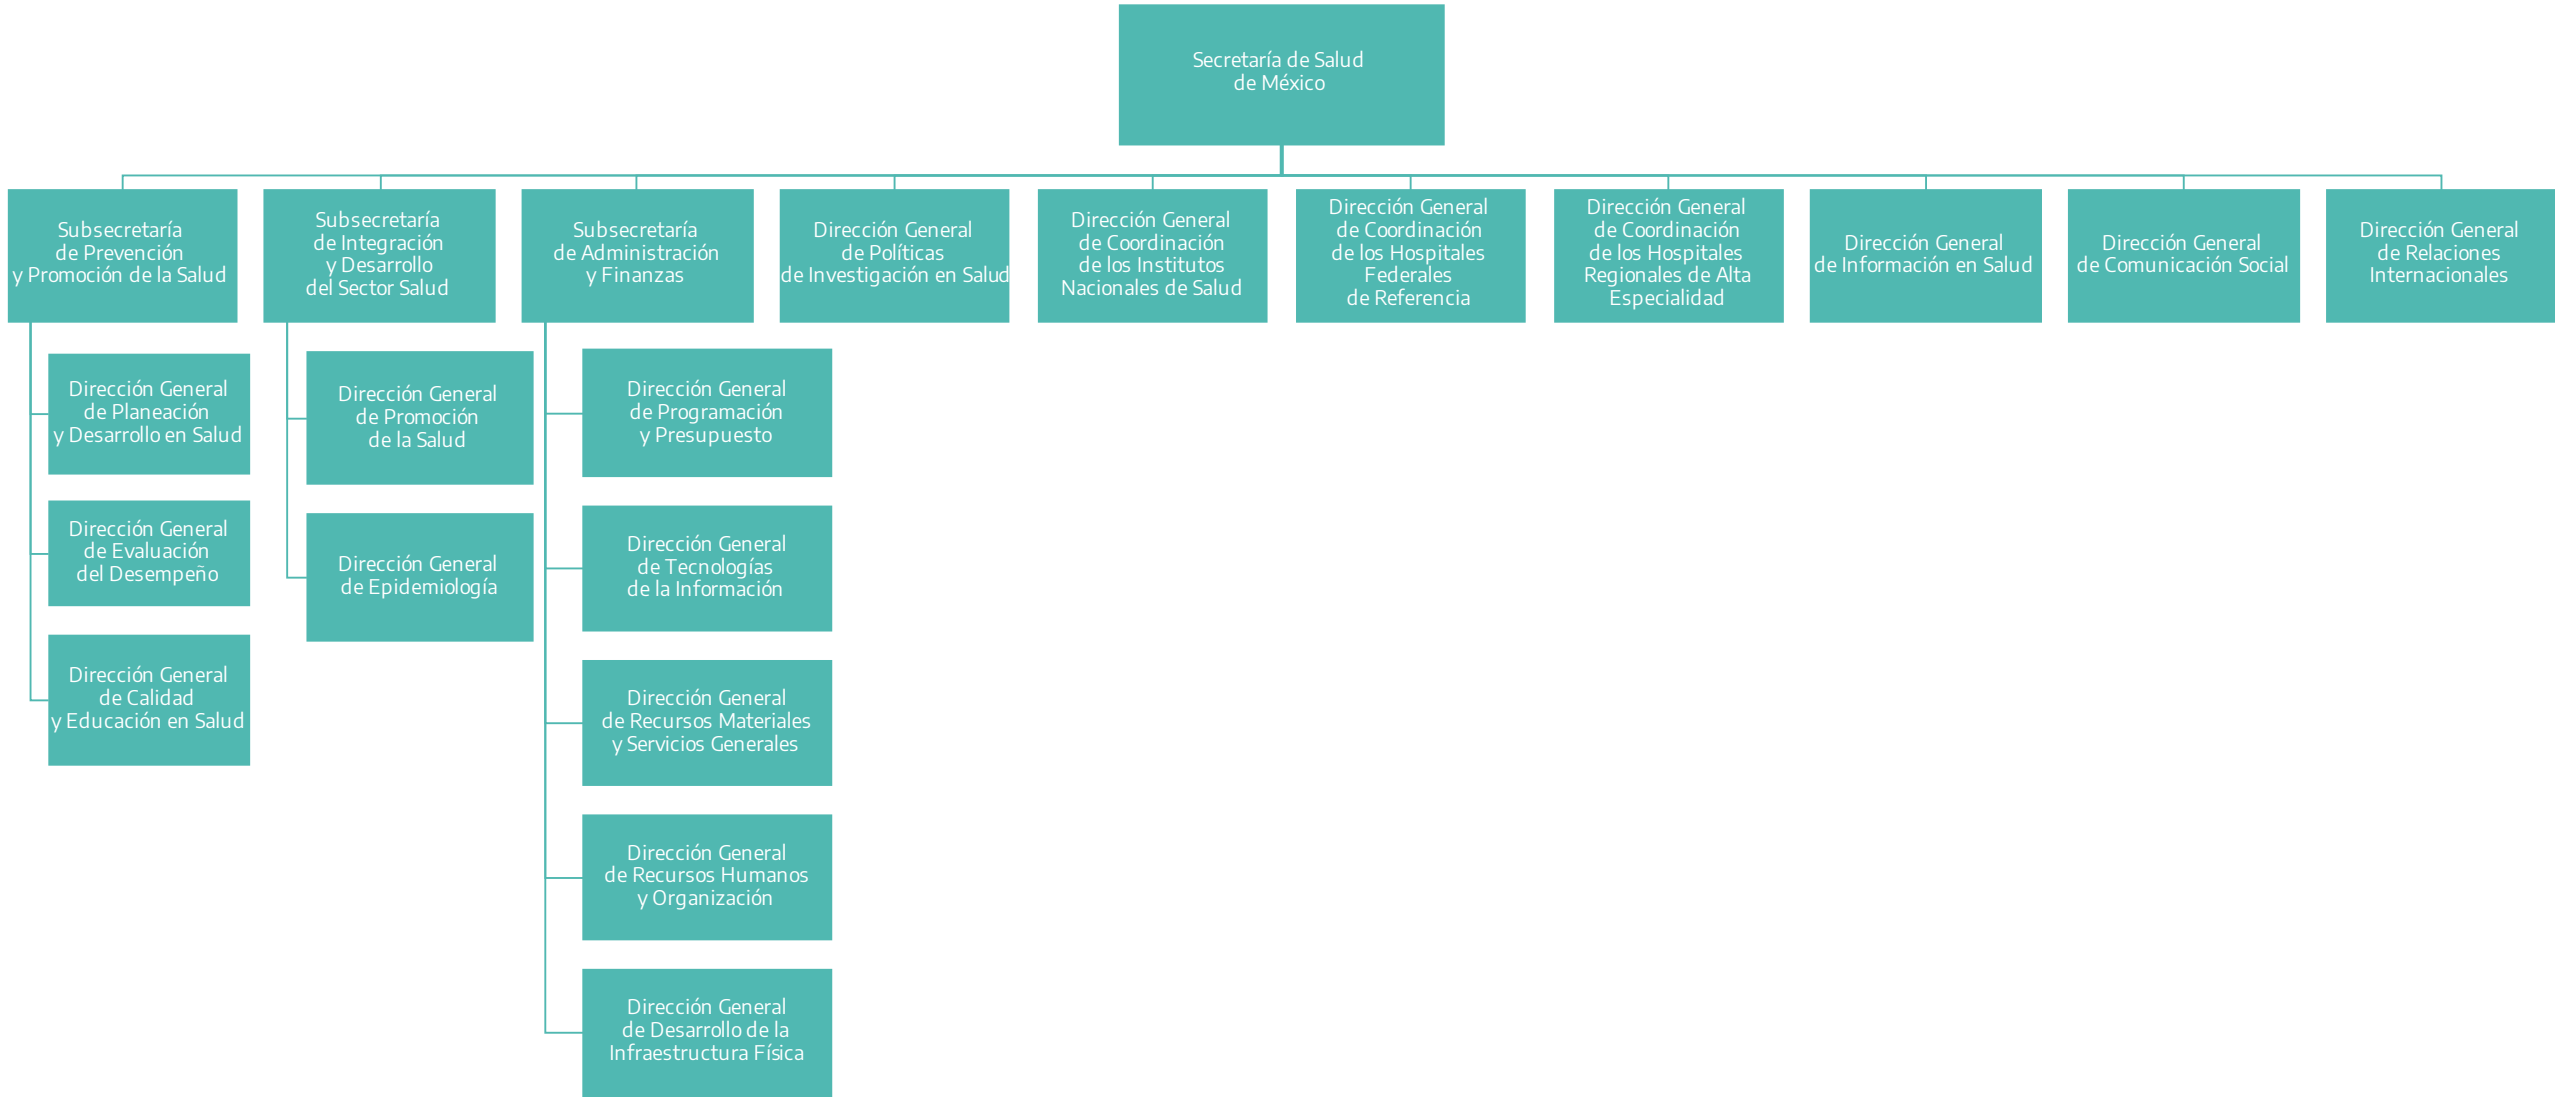 Secretaría de Salud
de México
Subsecretaría
de Prevención
y Promoción de la Salud
Subsecretaría
de Integración
y Desarrollo
del Sector Salud
Subsecretaría
de Administración
y Finanzas
Dirección General
de Políticas
de Investigación en Salud
Dirección General
de Coordinación
de los Institutos
Nacionales de Salud
Dirección General
de Coordinación
de los Hospitales
Federales
de Referencia
Dirección General
de Coordinación
de los Hospitales
Regionales de Alta
Especialidad
Dirección General
de Información en Salud
Dirección General
de Comunicación Social
Dirección General
de Relaciones
Internacionales
Dirección General
de Planeación
y Desarrollo en Salud
Dirección General
de Evaluación
del Desempeño
Dirección General
de Calidad
y Educación en Salud
Dirección General
de Promoción
de la Salud
Dirección General
de Epidemiología
Dirección General
de Programación
y Presupuesto
Dirección General
de Tecnologías
de la Información
Dirección General
de Recursos Materiales
y Servicios Generales
Dirección General
de Recursos Humanos
y Organización
Dirección General
de Desarrollo de la
Infraestructura Física